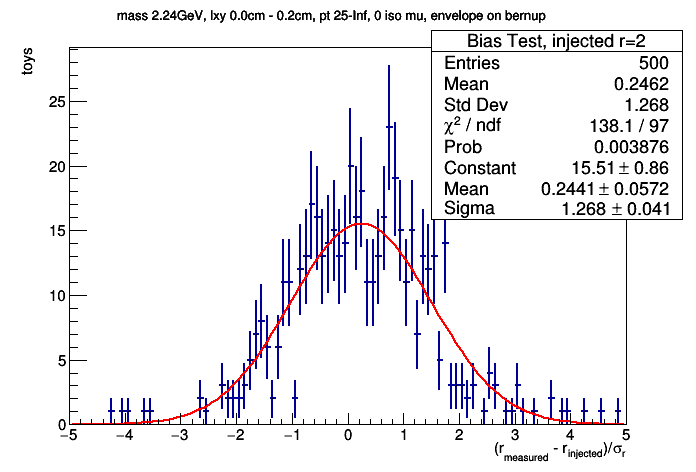 mass 2.24GeV, lxy 0.0cm - 0.2cm, pt 25-Inf, 0 iso mu, envelope on bernup
Bias Test, injected r=2
Entries 500
Mean 0.2462
Std Dev 1.268
χ² / ndf 138.1 / 97
Prob 0.003876
Constant 15.51 ± 0.86
Mean 0.2441 ± 0.0572
Sigma 1.268 ± 0.041
toys
25
20
15
10
5
0
−5 −4 −3 −2 −1 0 1 2 3 4 5
(r_measured - r_injected)/σ_r